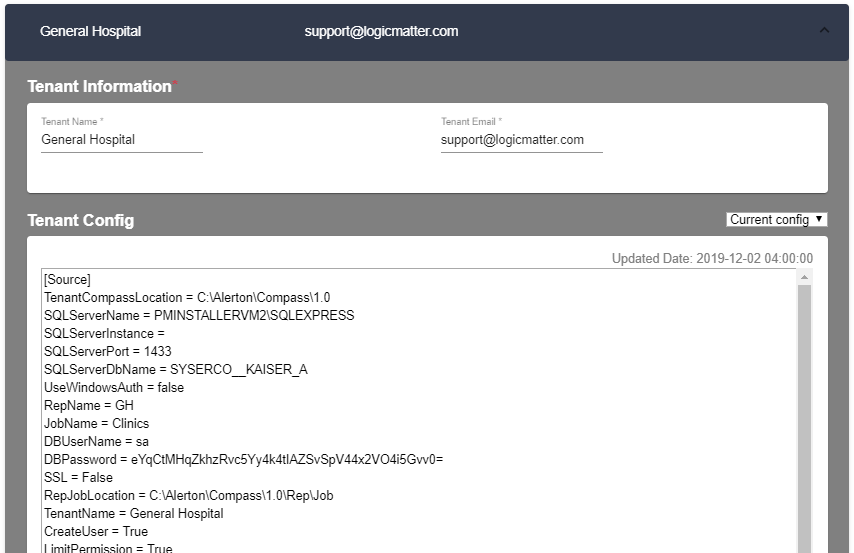 General Hospital support@logicmatter.com
Tenant Information*
Tenant Name * Tenant Email *
General Hospital support@logicmatter.com
Tenant Config Current config
Updated Date: 2019-12-02 04:00:00
[Source]
TenantCompassLocation = C:\Alerton\Compass\1.0
SQLServerName = PMINSTALLERVM2\SQLEXPRESS
SQLServerInstance =
SQLServerPort = 1433
SQLServerDbName = SYSERCO__KAISER_A
UseWindowsAuth = false
RepName = GH
JobName = Clinics
DBUserName = sa
DBPassword = eYqCtMHqZkhzRvc5Yy4k4tIAZSvSpV44x2VO4i5Gvv0=
SSL = False
RepJobLocation = C:\Alerton\Compass\1.0\Rep\Job
TenantName = General Hospital
CreateUser = True
LimitPermission = True